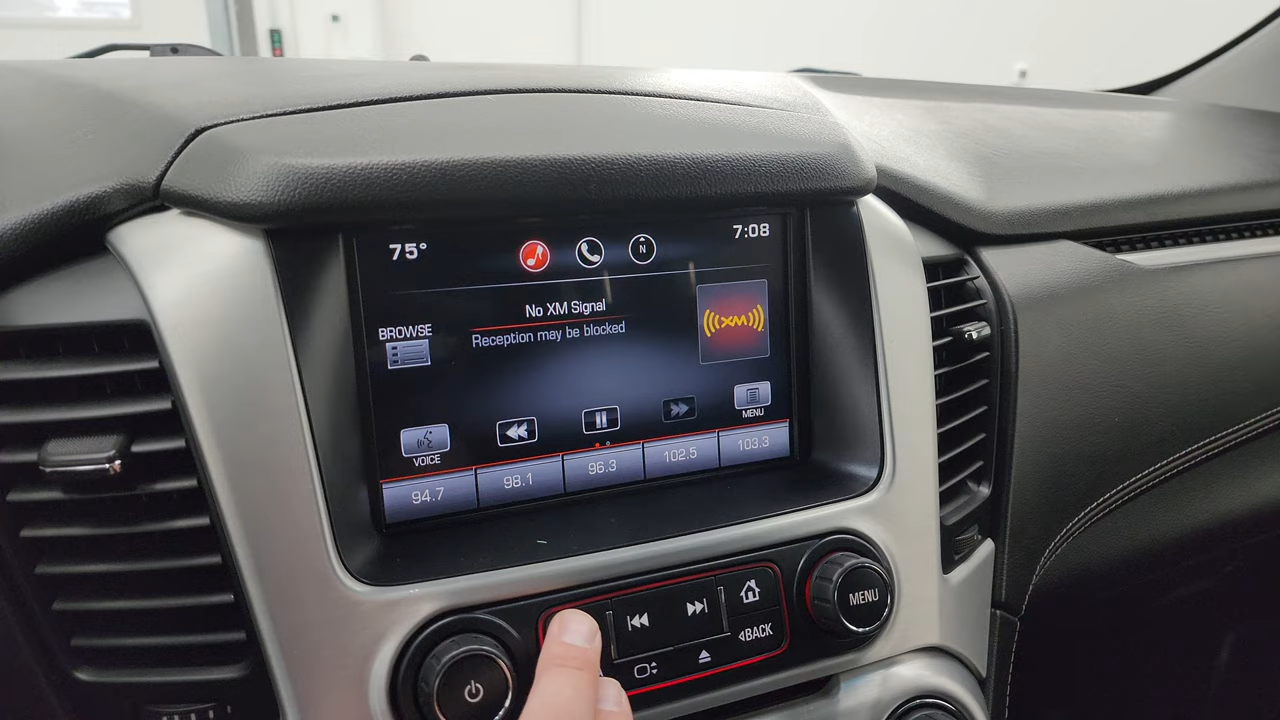 75°
N
7:08
No XM Signal
Reception may be blocked
((XM))
BROWSE
VOICE
MENU
94.7
98.1
96.3
102.5
103.3
MENU
BACK